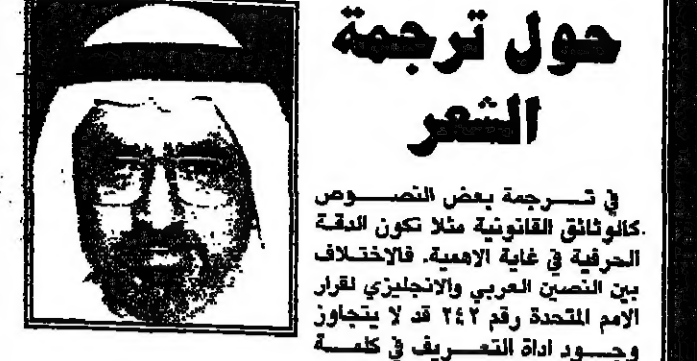 حول ترجمة
الشعر
في ترجمة بعض النصوص
كالوثائق القانونية مثلا تكون الدقة
الحرفية في غاية الاهمية. فالاختلاف
بين النصين العربي والانجليزي لقرار
الامم المتحدة رقم ٢٤٢ قد لا يتجاوز
وجود اداة التعريف في كلمة